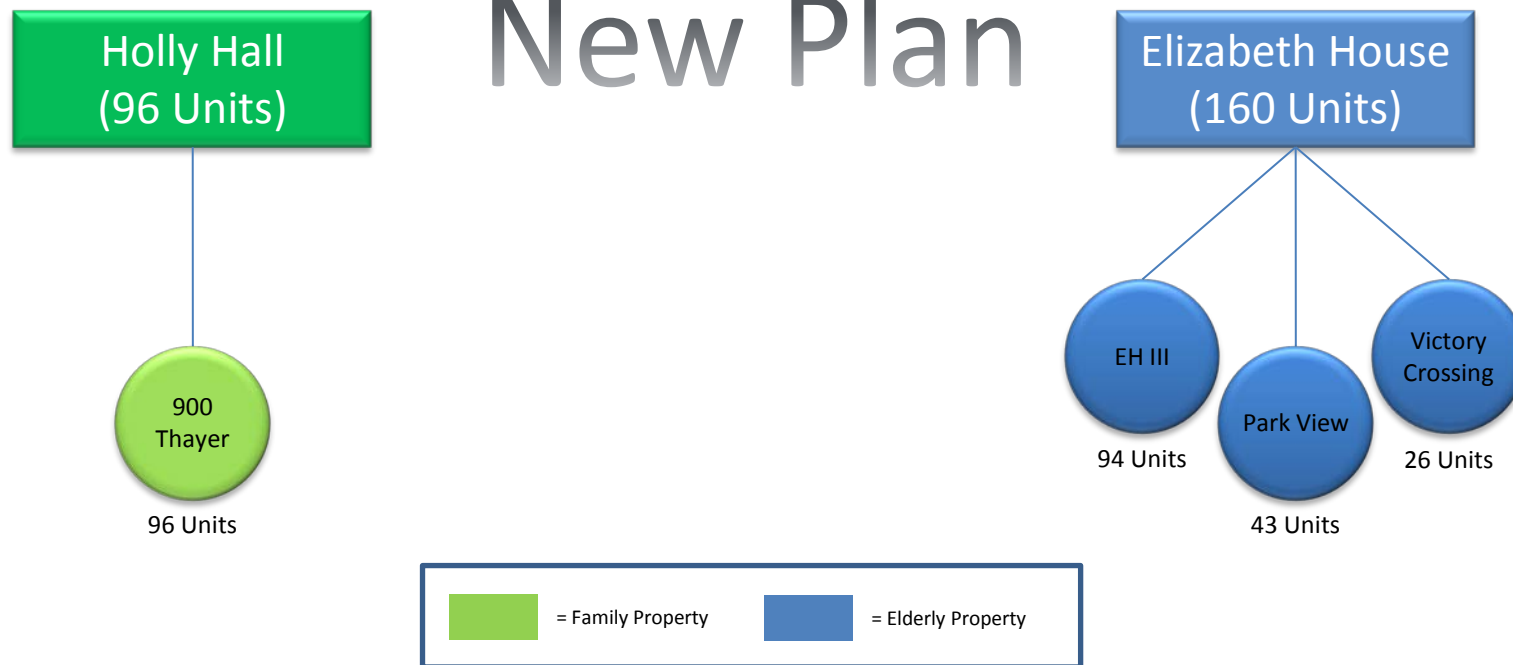 New Plan
Holly Hall
(96 Units)
Elizabeth House
(160 Units)
900
Thayer
96 Units
EH III
94 Units
Park View
43 Units
Victory
Crossing
26 Units
= Family Property
= Elderly Property